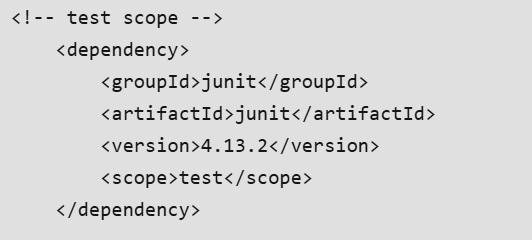 <!-- test scope -->
<dependency>
<groupId>junit</groupId>
<artifactId>junit</artifactId>
<version>4.13.2</version>
<scope>test</scope>
</dependency>